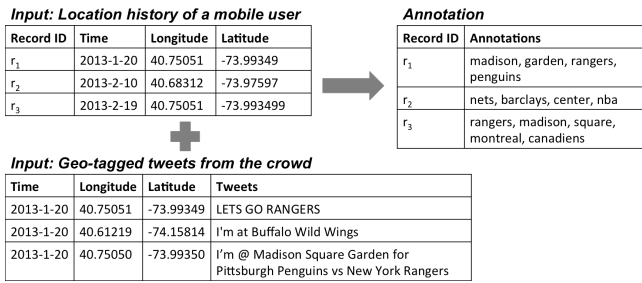 Input: Location history of a mobile user
Record ID Time Longitude Latitude
r1 2013-1-20 40.75051 -73.99349
r2 2013-2-10 40.68312 -73.97597
r3 2013-2-19 40.75051 -73.993499
Annotation
Record ID Annotations
r1 madison, garden, rangers,
penguins
r2 nets, barclays, center, nba
r3 rangers, madison, square,
montreal, canadiens
Input: Geo-tagged tweets from the crowd
Time Longitude Latitude Tweets
2013-1-20 40.75051 -73.99349 LETS GO RANGERS
2013-1-20 40.61219 -74.15814 I'm at Buffalo Wild Wings
2013-1-20 40.75050 -73.99350 I'm @ Madison Square Garden for
Pittsburgh Penguins vs New York Rangers